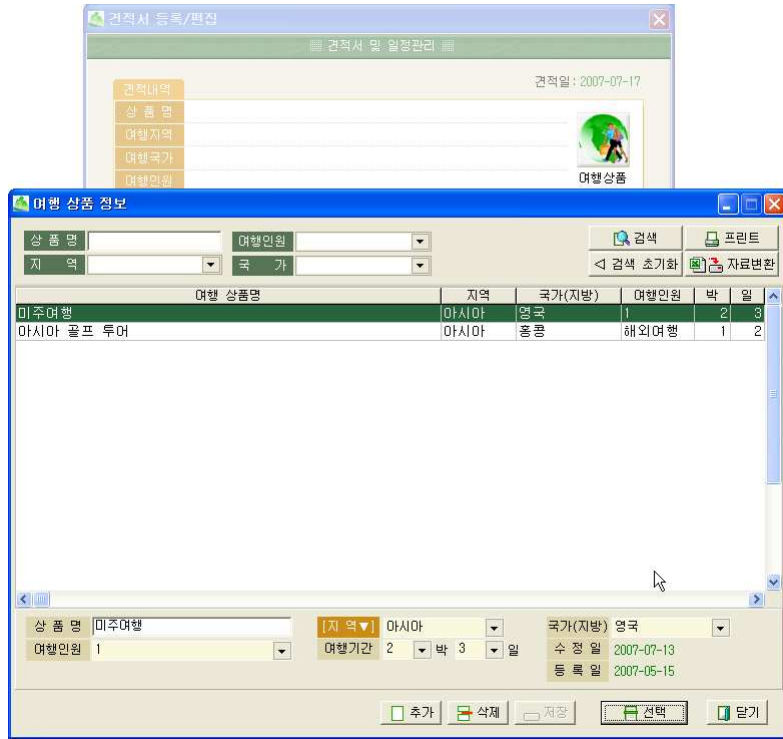 견적서 등록/편집
▤ 견적서 및 일정관리 ▤
견적일 : 2007-07-17
견적내역
상 품 명
여행지역
여행국가
여행인원
여행상품
여행 상품 정보
상 품 명 여행인원 검색 프린트
지 역 국 가 ◁ 검색 초기화 자료변환
여행 상품명 지역 국가(지방) 여행인원 박 일
미주여행 아시아 영국 1 2 3
아시아 골프 투어 아시아 홍콩 해외여행 1 2
상 품 명 미주여행 [지 역▼] 아시아 국가(지방) 영국
여행인원 1 여행기간 2 박 3 일 수 정 일 2007-07-13
등 록 일 2007-05-15
추가 삭제 저장 선택 닫기